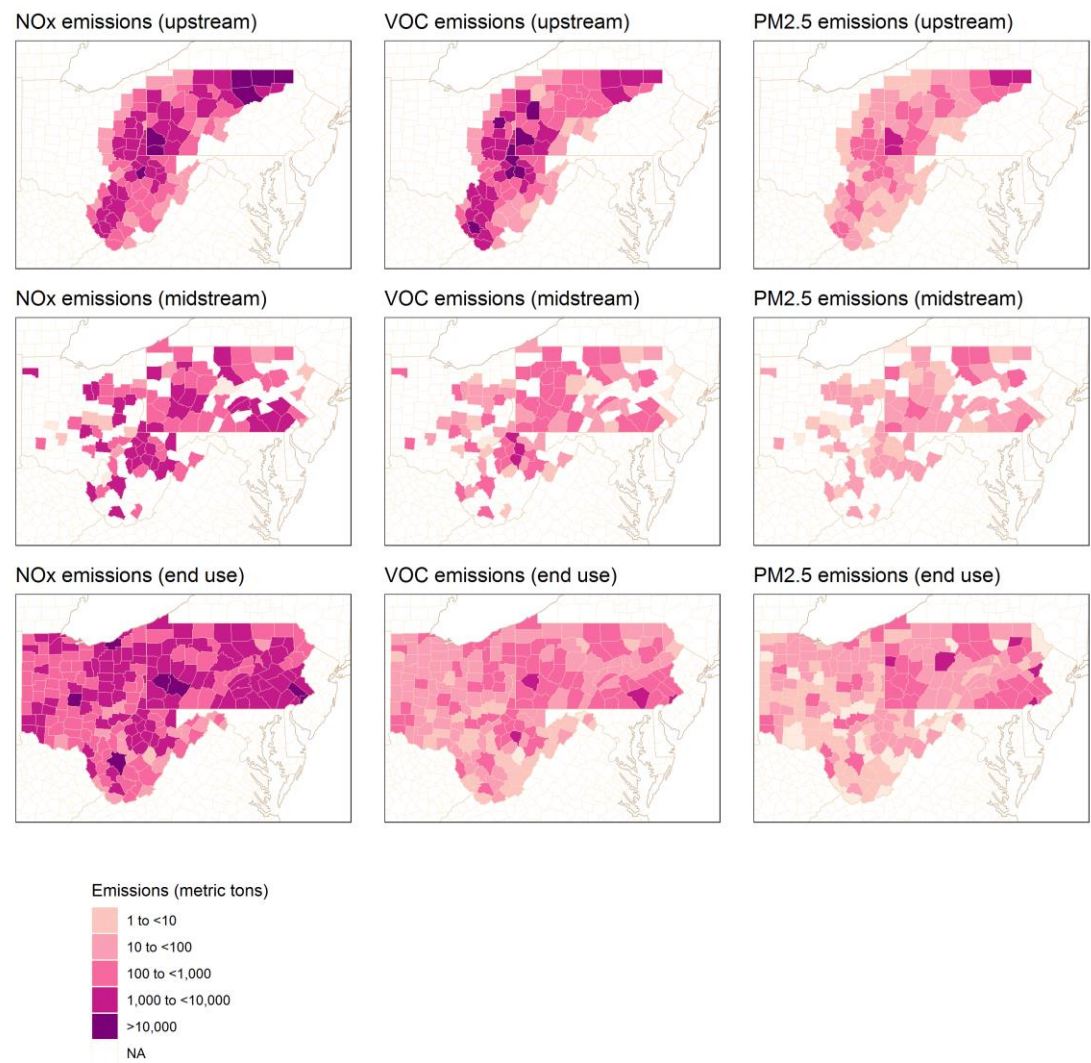 NOx emissions (upstream)
VOC emissions (upstream)
PM2.5 emissions (upstream)
NOx emissions (midstream)
VOC emissions (midstream)
PM2.5 emissions (midstream)
NOx emissions (end use)
VOC emissions (end use)
PM2.5 emissions (end use)
Emissions (metric tons)
1 to <10
10 to <100
100 to <1,000
1,000 to <10,000
>10,000
NA